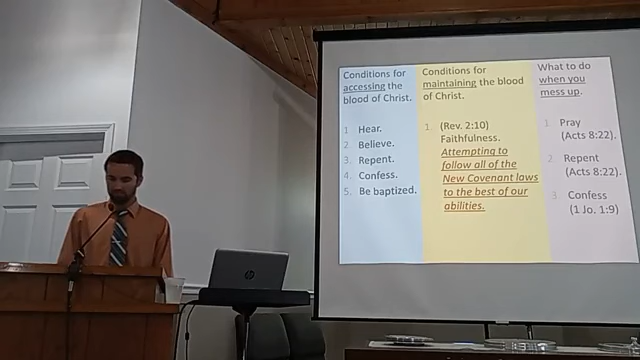 Conditions for
accessing the
blood of Christ.
1 Hear.
2 Believe.
3 Repent.
4 Confess.
5. Be baptized.
Conditions for
maintaining the blood
of Christ.
1 (Rev. 2:10)
Faithfulness.
Attempting to
follow all of the
New Covenant laws
to the best of our
abilities.
What to do
when you
mess up.
1. Pray
(Acts 8:22).
2. Repent
(Acts 8:22).
3 Confess
(1 Jo. 1:9)
hp